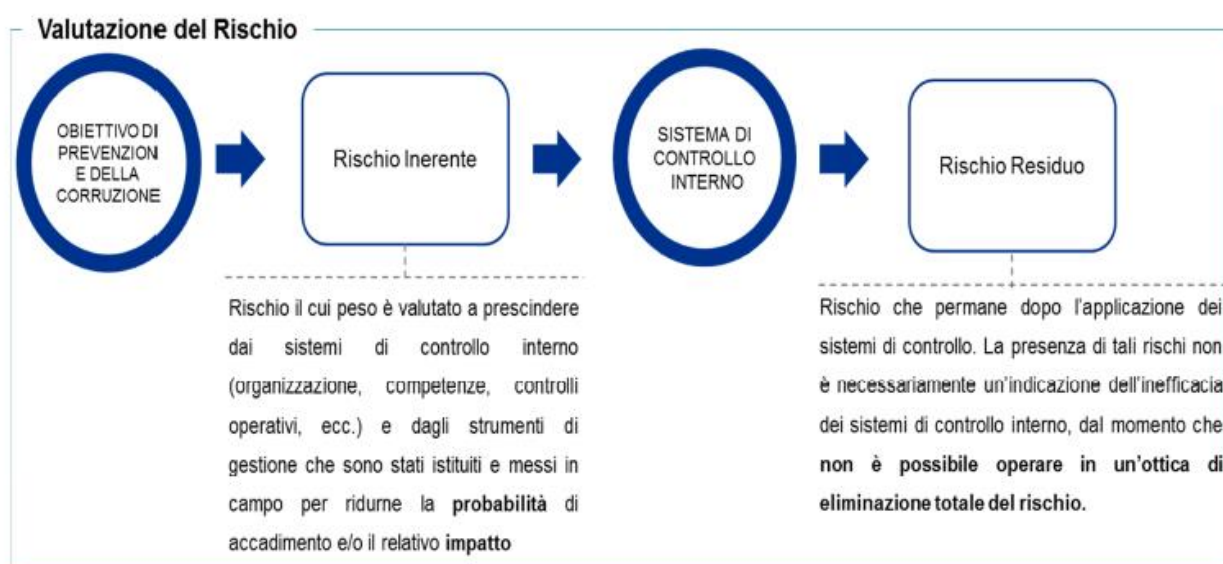 Valutazione del Rischio
OBIETTIVO DI
PREVENZION
E DELLA
CORRUZIONE
Rischio Inerente
SISTEMA DI
CONTROLLO
INTERNO
Rischio Residuo
Rischio il cui peso è valutato a prescindere
dai sistemi di controllo interno
(organizzazione, competenze, controlli
operativi, ecc.) e dagli strumenti di
gestione che sono stati istituiti e messi in
campo per ridurne la probabilità di
accadimento e/o il relativo impatto
Rischio che permane dopo l'applicazione dei
sistemi di controllo. La presenza di tali rischi non
è necessariamente un'indicazione dell'inefficacia
dei sistemi di controllo interno, dal momento che
non è possibile operare in un'ottica di
eliminazione totale del rischio.